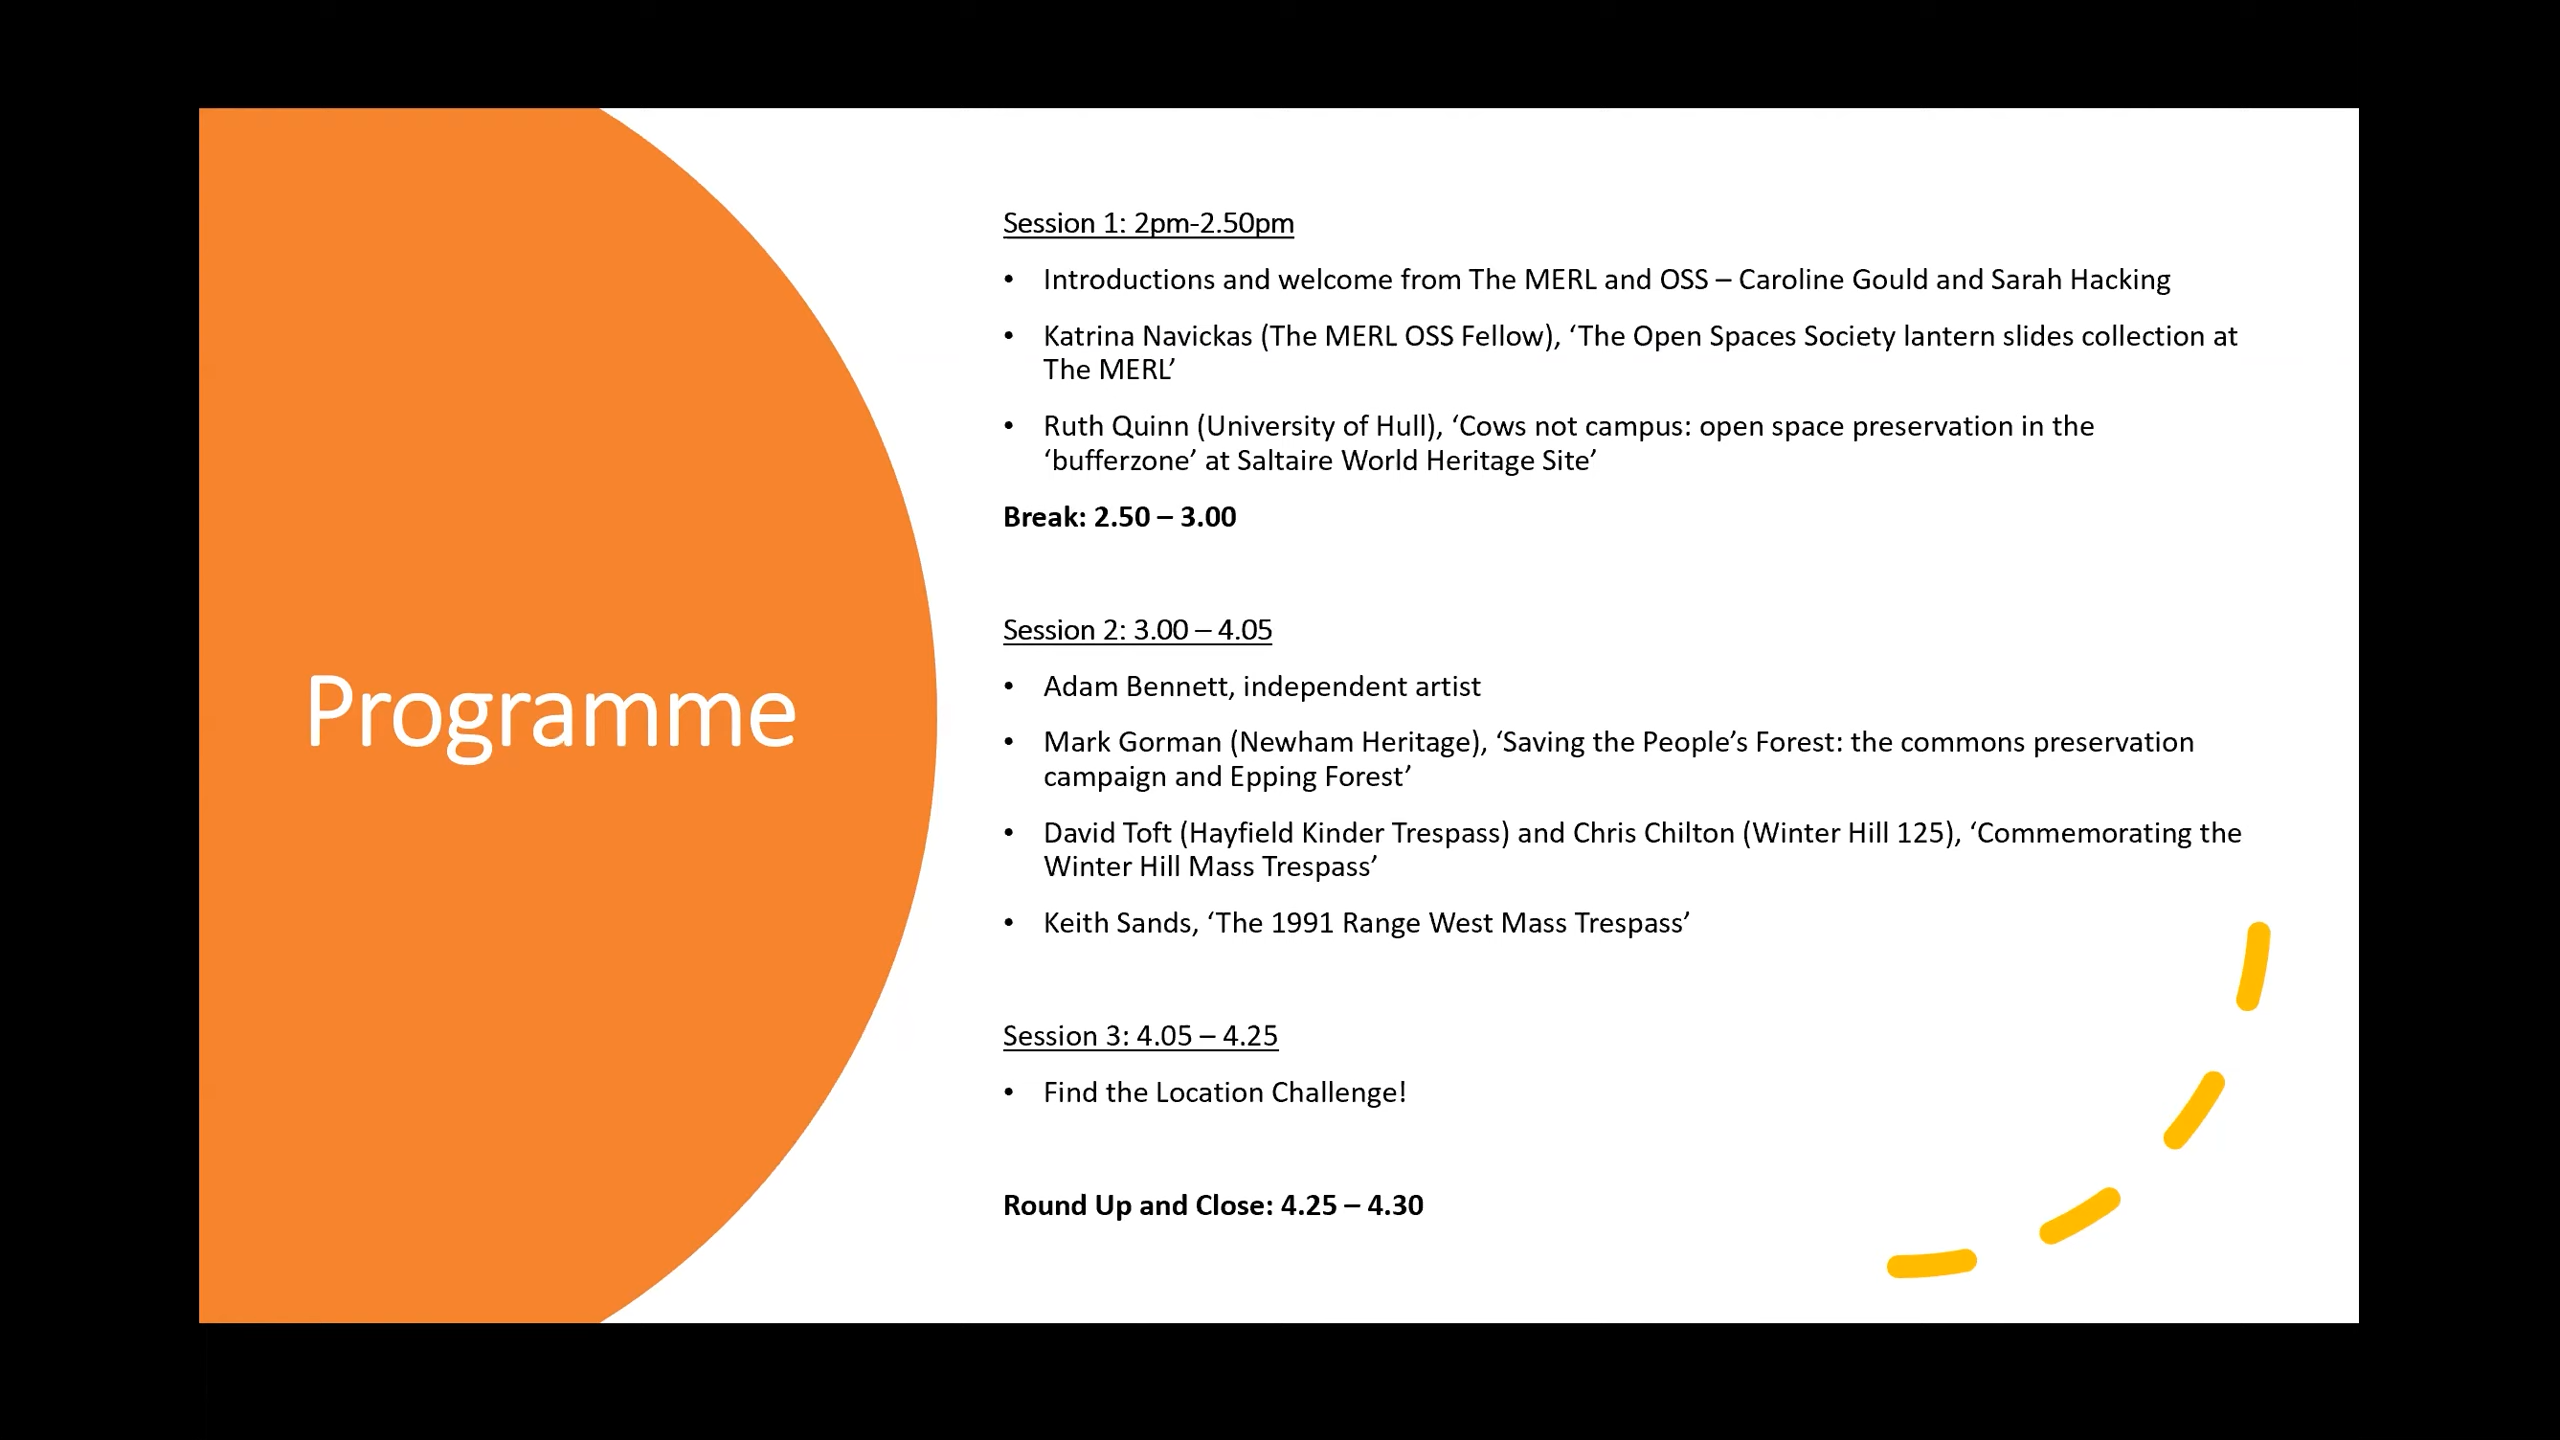 Programme
Session 1: 2pm-2.50pm
• Introductions and welcome from The MERL and OSS – Caroline Gould and Sarah Hacking
• Katrina Navickas (The MERL OSS Fellow), ‘The Open Spaces Society lantern slides collection at
The MERL’
• Ruth Quinn (University of Hull), ‘Cows not campus: open space preservation in the
‘bufferzone’ at Saltaire World Heritage Site’
Break: 2.50 – 3.00
Session 2: 3.00 – 4.05
• Adam Bennett, independent artist
• Mark Gorman (Newham Heritage), ‘Saving the People’s Forest: the commons preservation
campaign and Epping Forest’
• David Toft (Hayfield Kinder Trespass) and Chris Chilton (Winter Hill 125), ‘Commemorating the
Winter Hill Mass Trespass’
• Keith Sands, ‘The 1991 Range West Mass Trespass’
Session 3: 4.05 – 4.25
• Find the Location Challenge!
Round Up and Close: 4.25 – 4.30